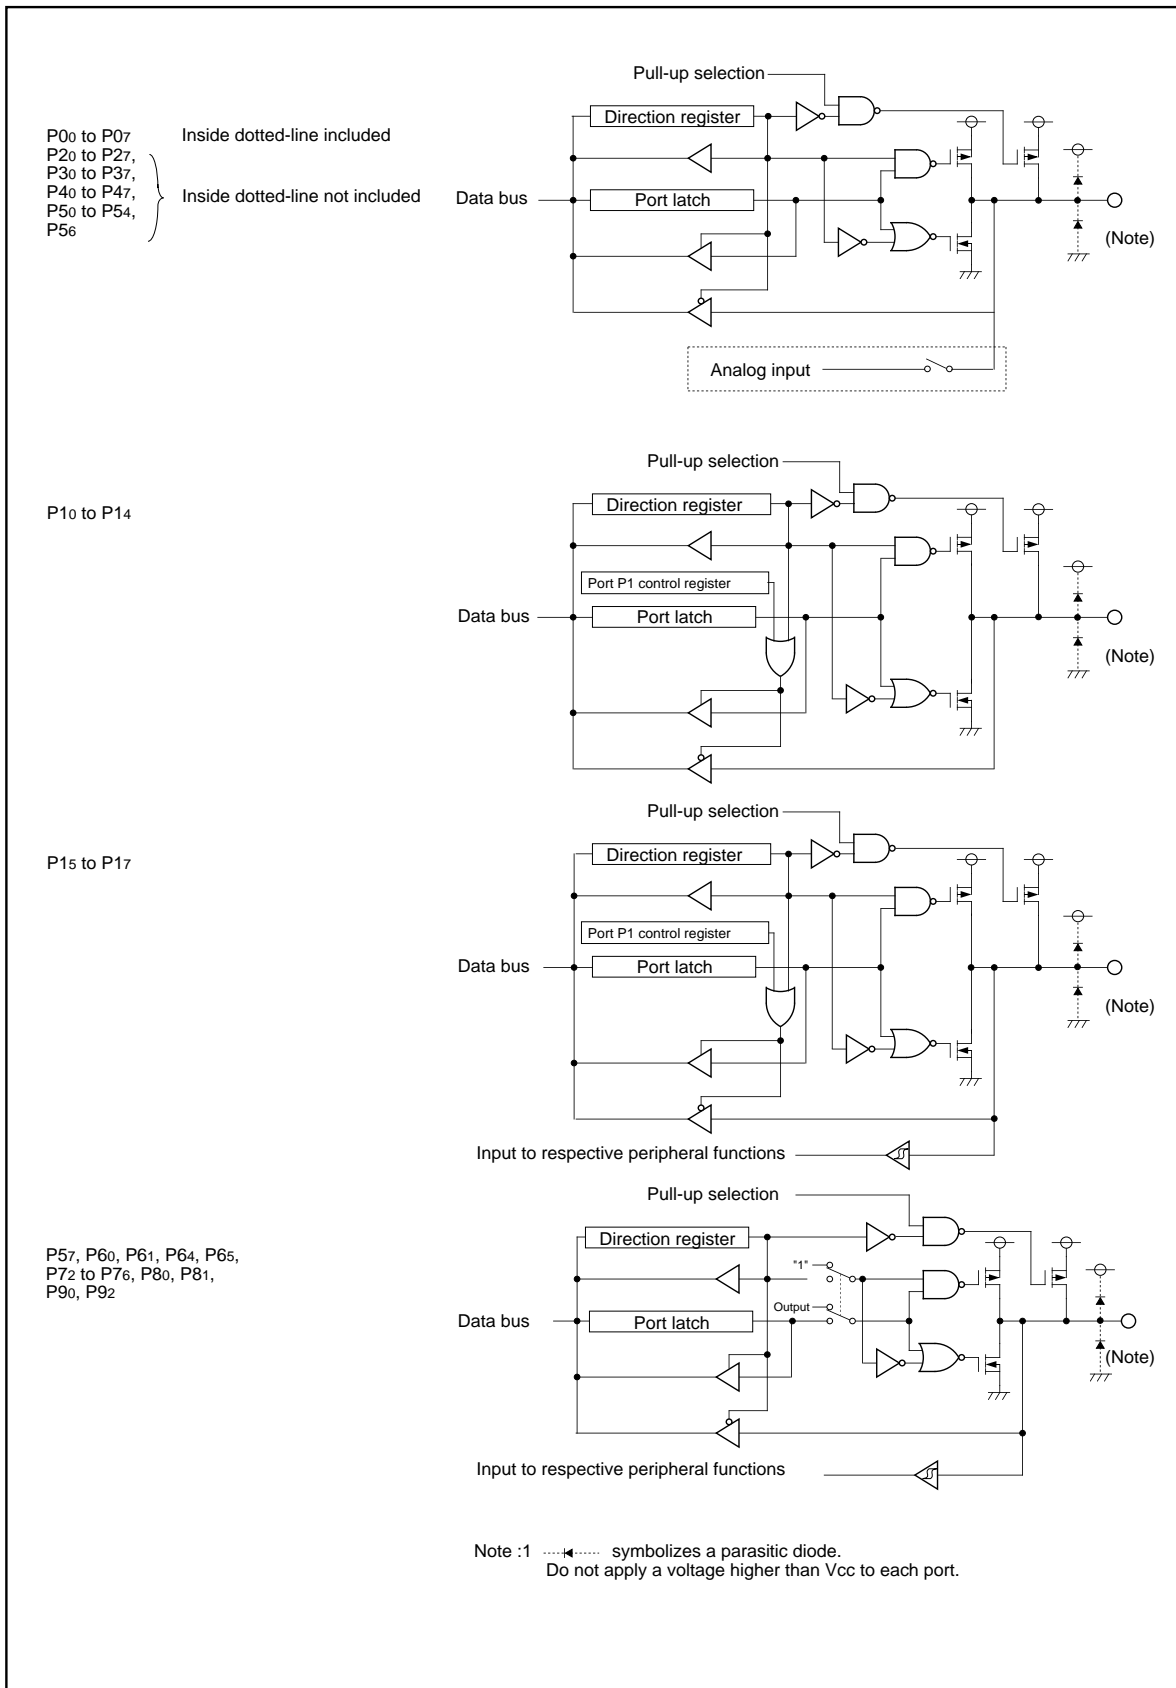 Pull-up selection
Direction register
P00 to P07 Inside dotted-line included
P20 to P27,
P30 to P37,
P40 to P47, Inside dotted-line not included
P50 to P54,
P56
Data bus
Port latch
(Note)
Analog input
Pull-up selection
P10 to P14
Direction register
Port P1 control register
Data bus
Port latch
(Note)
Pull-up selection
P15 to P17
Direction register
Port P1 control register
Data bus
Port latch
(Note)
Input to respective peripheral functions
Pull-up selection
P57, P60, P61, P64, P65,
P72 to P76, P80, P81,
P90, P92
Direction register
"1"
Output
Data bus
Port latch
(Note)
Input to respective peripheral functions
Note :1 symbolizes a parasitic diode.
Do not apply a voltage higher than Vcc to each port.